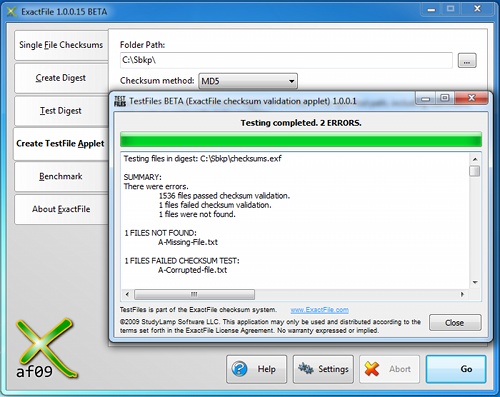 ExactFile 1.0.0.15 BETA
Single File Checksums
Create Digest
Test Digest
Create TestFile Applet
Benchmark
About ExactFile
Folder Path:
C:\Sbkp\
...
Checksum method: MD5
TEST FILES
TestFiles BETA (ExactFile checksum validation applet) 1.0.0.1
Testing completed. 2 ERRORS.
Testing files in digest: C:\Sbkp\checksums.exf
SUMMARY:
There were errors.
1536 files passed checksum validation.
1 files failed checksum validation.
1 files were not found.
1 FILES NOT FOUND:
A-Missing-File.txt
1 FILES FAILED CHECKSUM TEST:
A-Corrupted-file.txt
TestFiles is part of the ExactFile checksum system. www.ExactFile.com
©2009 StudyLamp Software LLC. This application may only be used and distributed according to the
terms set forth in the ExactFile License Agreement. No warranty expressed or implied.
Close
af09
Help
Settings
Abort
Go